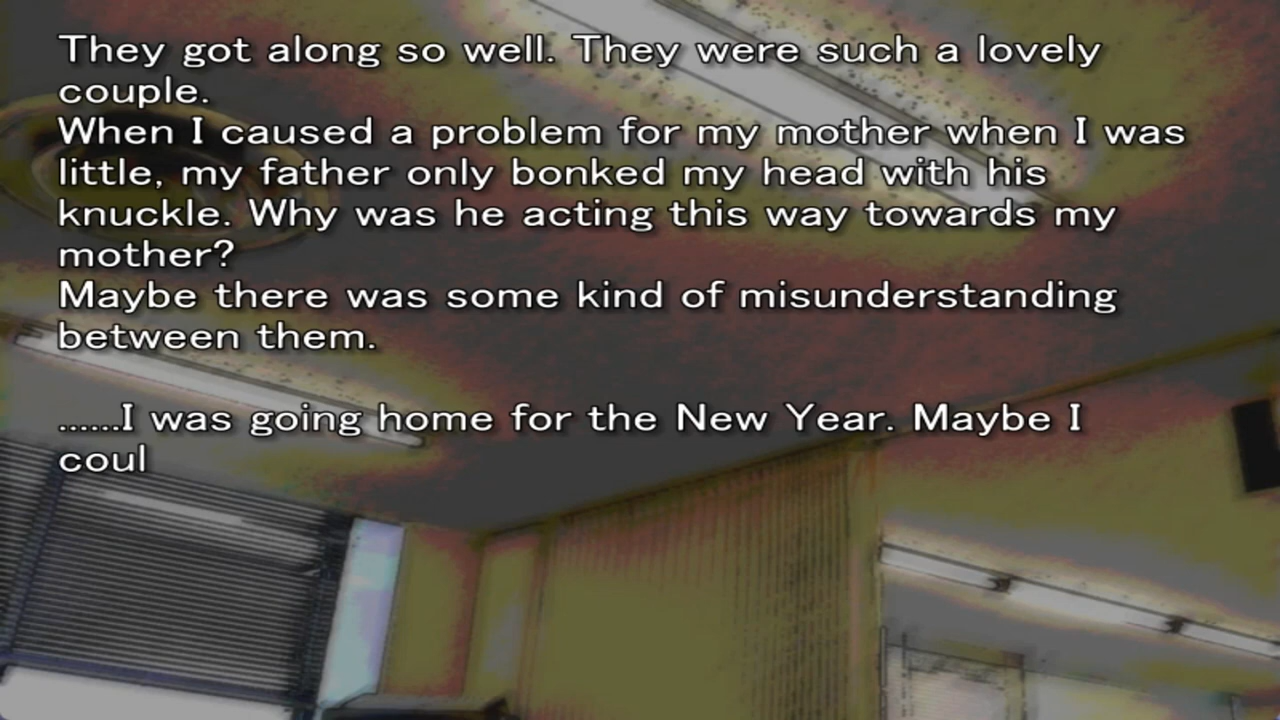 They got along so well. They were such a lovely
couple.
When I caused a problem for my mother when I was
little, my father only bonked my head with his
knuckle. Why was he acting this way towards my
mother?
Maybe there was some kind of misunderstanding
between them.
......I was going home for the New Year. Maybe I
coul